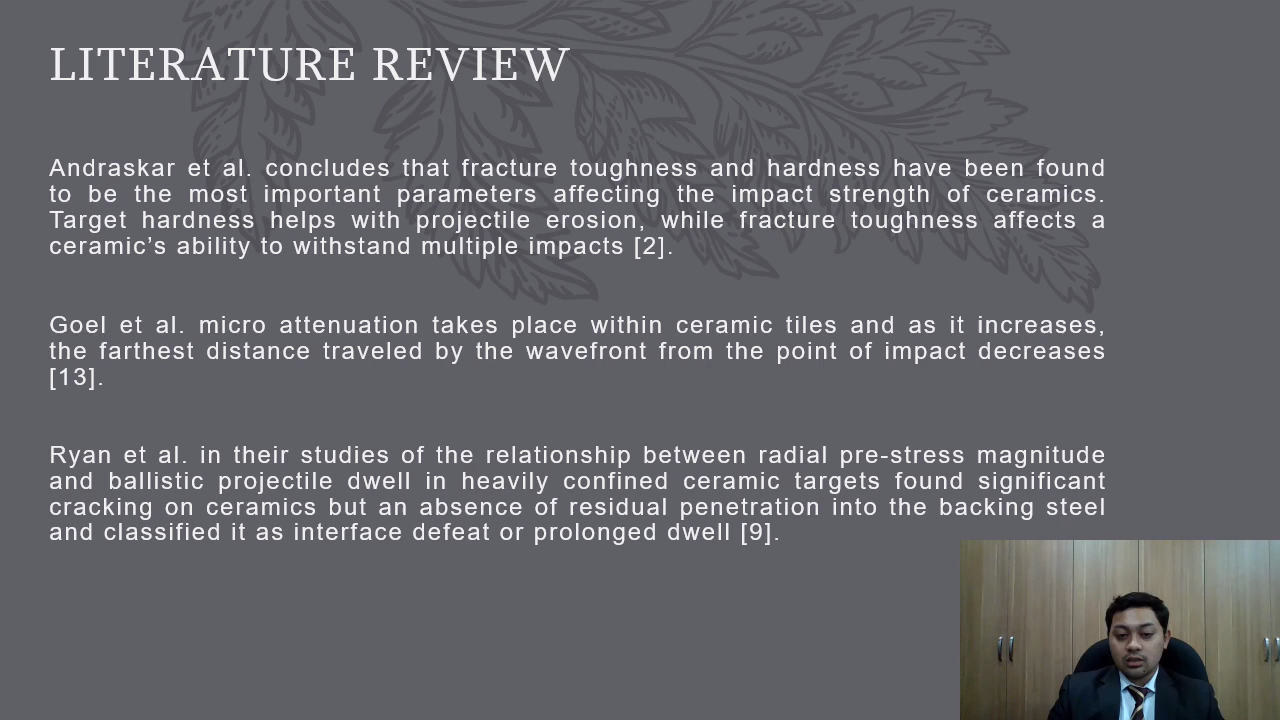 LITERATURE REVIEW
Andraskar et al. concludes that fracture toughness and hardness have been found
to be the most important parameters affecting the impact strength of ceramics.
Target hardness helps with projectile erosion, while fracture toughness affects a
ceramic’s ability to withstand multiple impacts [2].
Goel et al. micro attenuation takes place within ceramic tiles and as it increases,
the farthest distance traveled by the wavefront from the point of impact decreases
[13].
Ryan et al. in their studies of the relationship between radial pre-stress magnitude
and ballistic projectile dwell in heavily confined ceramic targets found significant
cracking on ceramics but an absence of residual penetration into the backing steel
and classified it as interface defeat or prolonged dwell [9].